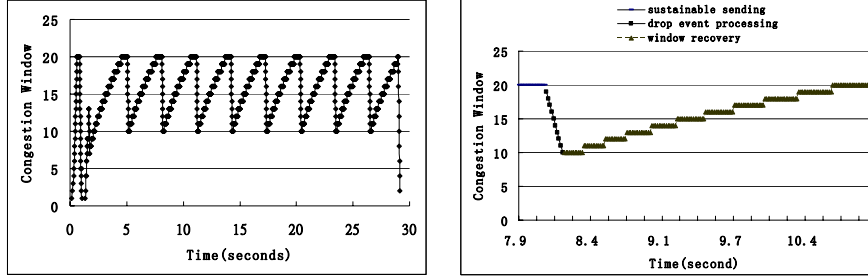 25
20
15
10
5
0
Congestion Window
0 5 10 15 20 25 30
Time(seconds)
sustainable sending
drop event processing
window recovery
25
20
15
10
5
0
Congestion Window
7.9 8.4 9.1 9.7 10.4
Time(second)